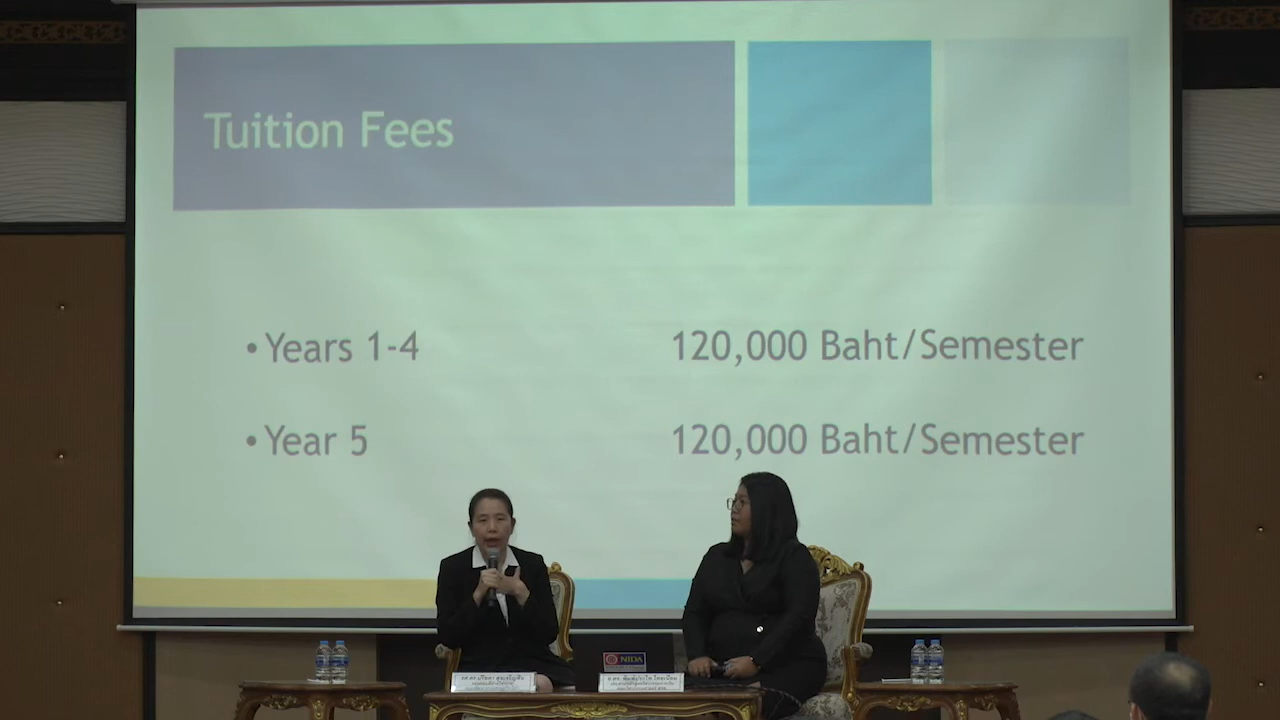 Tuition Fees
• Years 1-4 120,000 Baht/Semester
• Year 5 120,000 Baht/Semester
NIDA